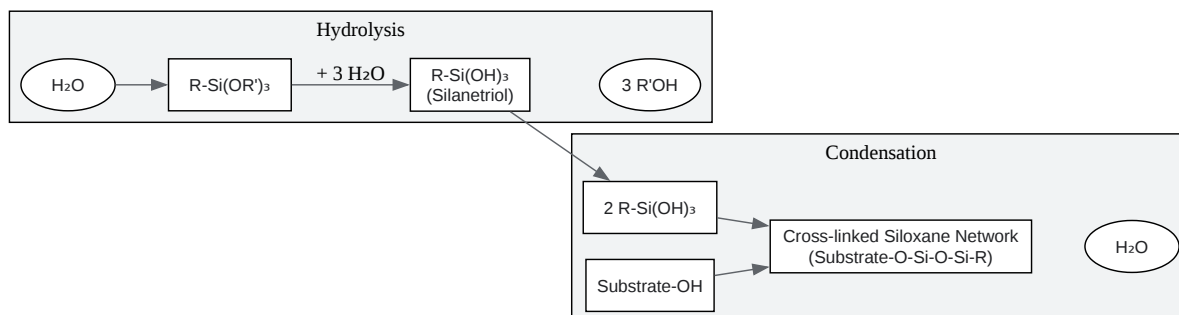 Hydrolysis
H₂O
R-Si(OR')₃
+ 3 H₂O
R-Si(OH)₃
(Silanetriol)
3 R'OH
Condensation
2 R-Si(OH)₃
Cross-linked Siloxane Network
(Substrate-O-Si-O-Si-R)
H₂O
Substrate-OH